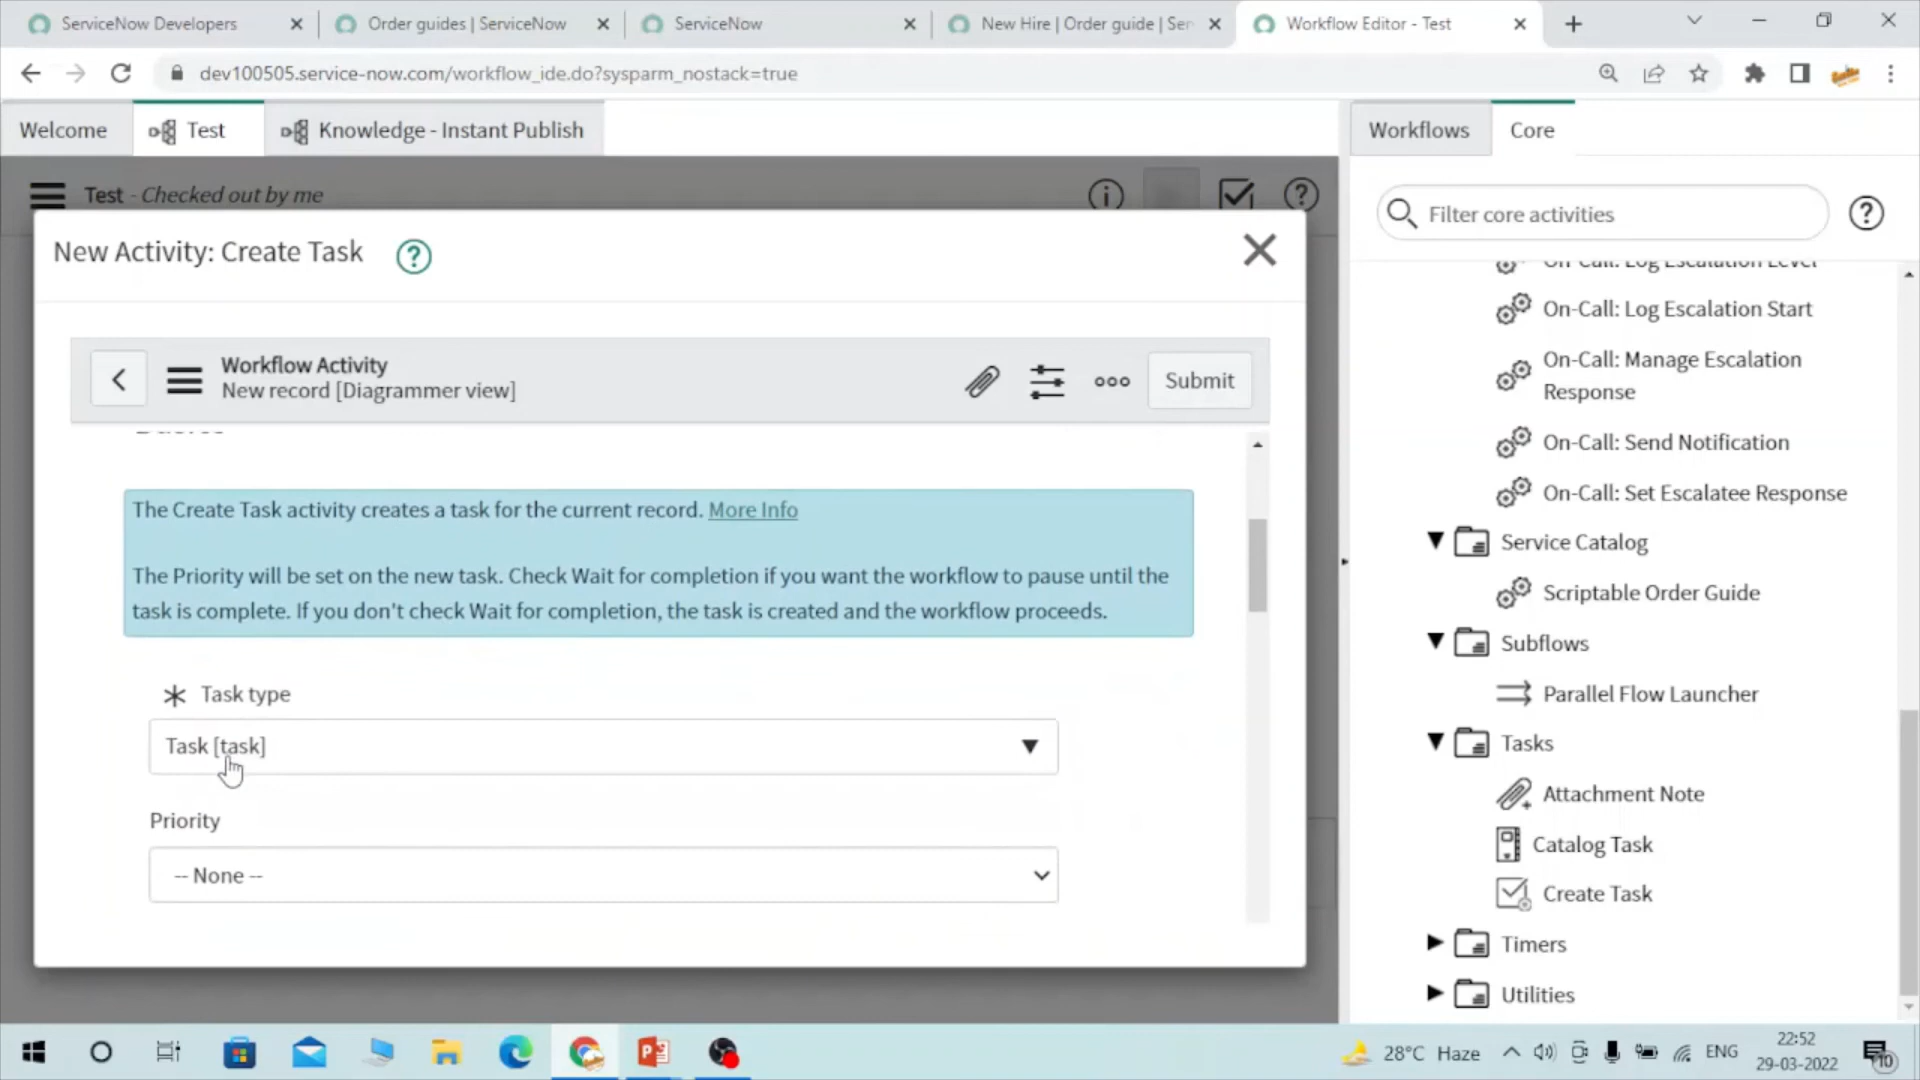 ServiceNow Developers
Order guides | ServiceNow
ServiceNow
New Hire | Order guide | Ser
Workflow Editor - Test
dev100505.service-now.com/workflow_ide.do?sysparm_nostack=true
Welcome
Test
Knowledge - Instant Publish
Workflows
Core
Test - Checked out by me
Filter core activities
New Activity: Create Task
Workflow Activity
New record [Diagrammer view]
Submit
The Create Task activity creates a task for the current record. More Info
The Priority will be set on the new task. Check Wait for completion if you want the workflow to pause until the
task is complete. If you don't check Wait for completion, the task is created and the workflow proceeds.
Task type
Task [task]
Priority
-- None --
On-Call: Log Escalation Level
On-Call: Log Escalation Start
On-Call: Manage Escalation
Response
On-Call: Send Notification
On-Call: Set Escalatee Response
Service Catalog
Scriptable Order Guide
Subflows
Parallel Flow Launcher
Tasks
Attachment Note
Catalog Task
Create Task
Timers
Utilities
28°C Haze
ENG
22:52
29-03-2022
10